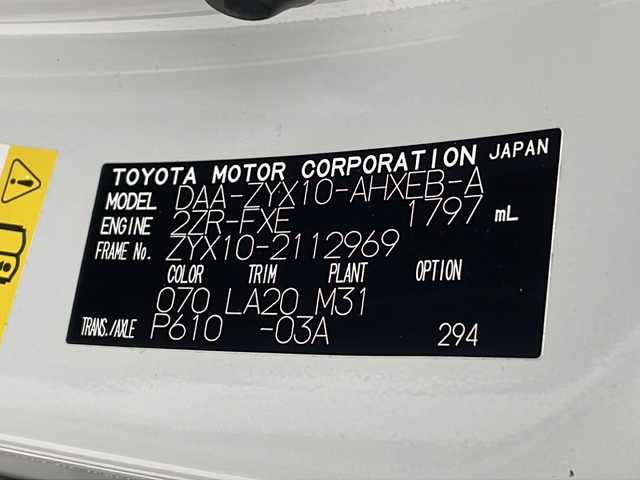 TOYOTA MOTOR CORPORATION JAPAN
MODEL DAA-ZYX10-AHXEB-A
ENGINE 2ZR-FXE 1797 mL
FRAME No. ZYX10-2112969
COLOR TRIM PLANT OPTION
070 LA20 M31
TRANS./AXLE P610 -03A 294